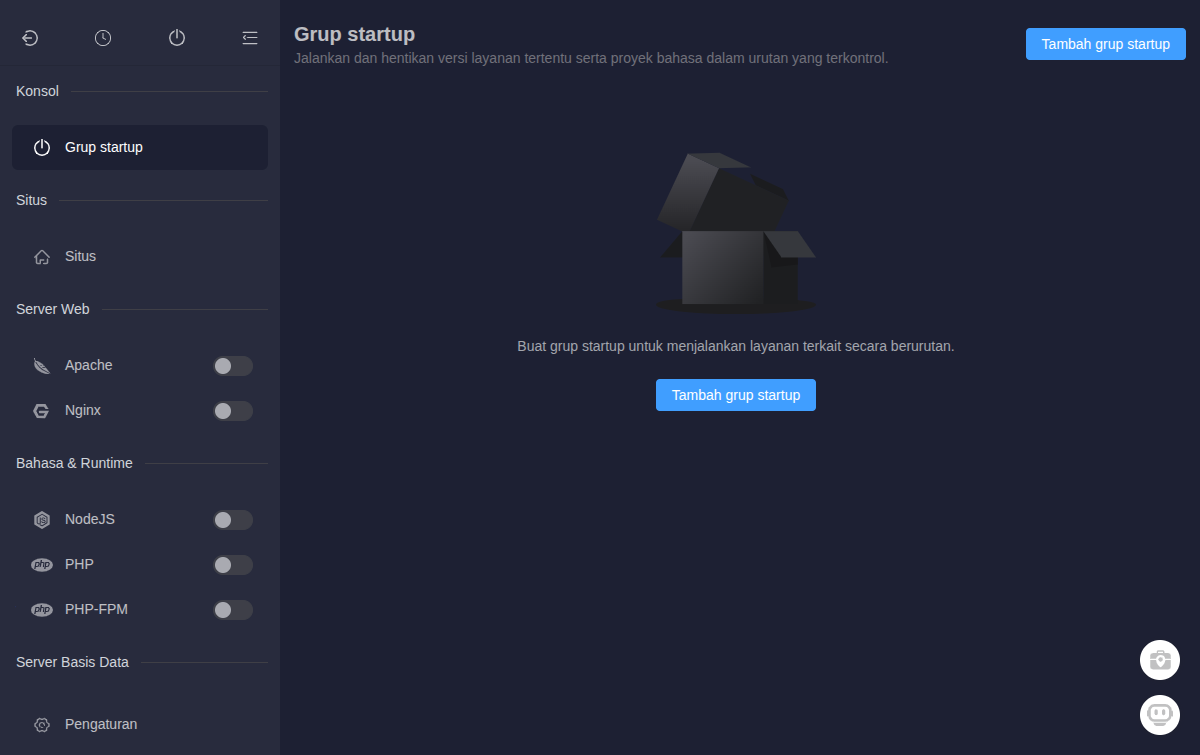 Konsol
Grup startup
Situs
Situs
Server Web
Apache
Nginx
Bahasa & Runtime
NodeJS
php PHP
php PHP-FPM
Server Basis Data
Pengaturan
Grup startup
Jalankan dan hentikan versi layanan tertentu serta proyek bahasa dalam urutan yang terkontrol.
Tambah grup startup
Buat grup startup untuk menjalankan layanan terkait secara berurutan.
Tambah grup startup